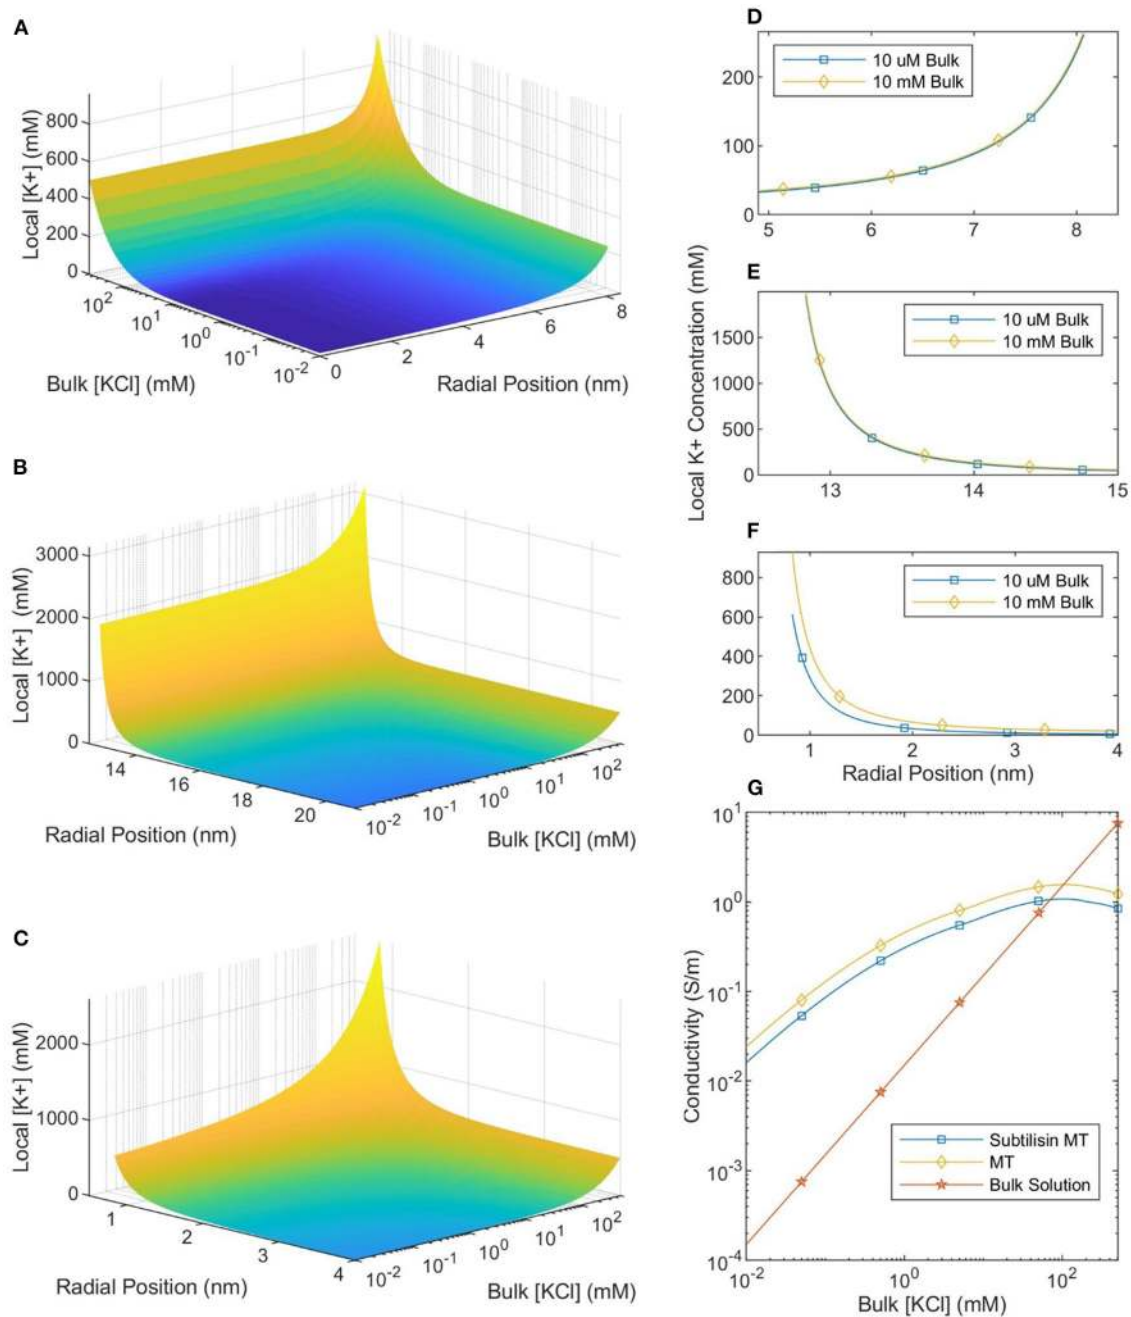 A
Local [K+] (mM)
800
600
400
200
0
10^2
10^1
10^0
10^-1
10^-2
0
2
4
6
8
Bulk [KCl] (mM)
Radial Position (nm)
B
Local [K+] (mM)
3000
2000
1000
0
14
16
18
20
10^-2
10^-1
10^0
10^1
10^2
Radial Position (nm)
Bulk [KCl] (mM)
C
Local [K+] (mM)
2000
1000
0
1
2
3
4
10^-2
10^-1
10^0
10^1
10^2
Radial Position (nm)
Bulk [KCl] (mM)
D
200
100
0
10 uM Bulk
10 mM Bulk
5
6
7
8
Local K+ Concentration (mM)
E
1500
1000
500
0
10 uM Bulk
10 mM Bulk
13
14
15
F
800
600
400
200
0
10 uM Bulk
10 mM Bulk
1
2
3
4
Radial Position (nm)
G
Conductivity (S/m)
10^1
10^0
10^-1
10^-2
10^-3
10^-4
Subtilisin MT
MT
Bulk Solution
10^-2
10^0
10^2
Bulk [KCl] (mM)